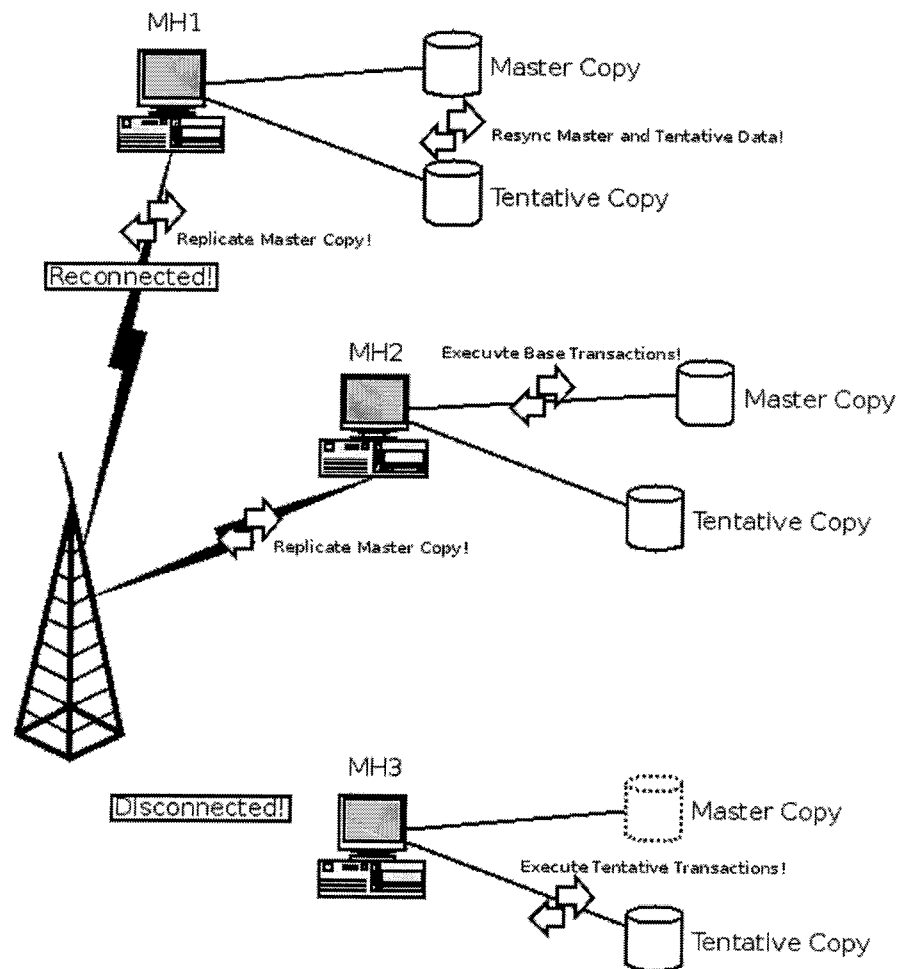 MH1
Master Copy
Resync Master and Tentative Data!
Tentative Copy
Replicate Master Copy!
Reconnected!
MH2
Execuvte Base Transactions!
Master Copy
Tentative Copy
Replicate Master Copy!
MH3
Disconnected!
Master Copy
Execute Tentative Transactions!
Tentative Copy